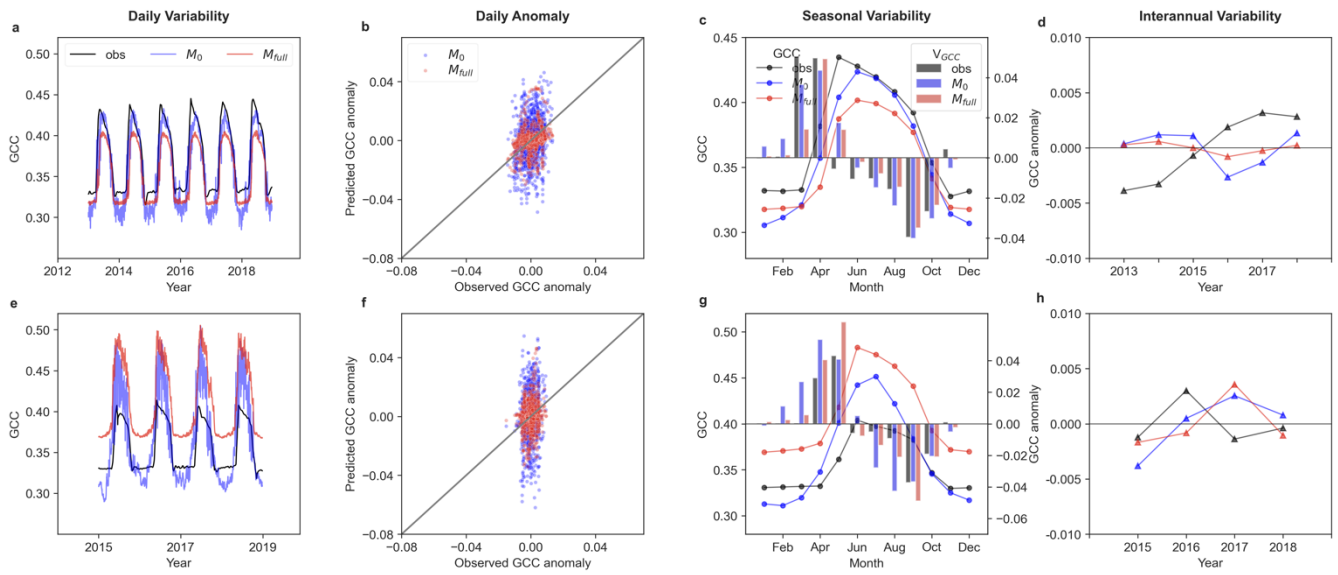 Daily Variability
Daily Anomaly
Seasonal Variability
Interannual Variability
a
obs M₀ M_full
0.50
0.45
0.40
0.35
0.30
GCC
2012 2014 2016 2018
Year
b
M₀
M_full
0.04
0.00
−0.04
−0.08
Predicted GCC anomaly
−0.08 −0.04 0.00 0.04
Observed GCC anomaly
c
GCC
obs
M₀
M_full
V_GCC
obs
M₀
M_full
0.45
0.40
0.35
0.30
GCC
0.04
0.02
0.00
−0.02
−0.04
Feb Apr Jun Aug Oct Dec
Month
d
0.010
0.005
0.000
−0.005
−0.010
GCC anomaly
2013 2015 2017
Year
e
0.50
0.45
0.40
0.35
0.30
GCC
2015 2017 2019
Year
f
0.04
0.00
−0.04
−0.08
Predicted GCC anomaly
−0.08 −0.04 0.00 0.04
Observed GCC anomaly
g
0.50
0.45
0.40
0.35
0.30
GCC
0.04
0.02
0.00
−0.02
−0.04
−0.06
Feb Apr Jun Aug Oct Dec
Month
h
0.010
0.005
0.000
−0.005
−0.010
GCC anomaly
2015 2016 2017 2018
Year